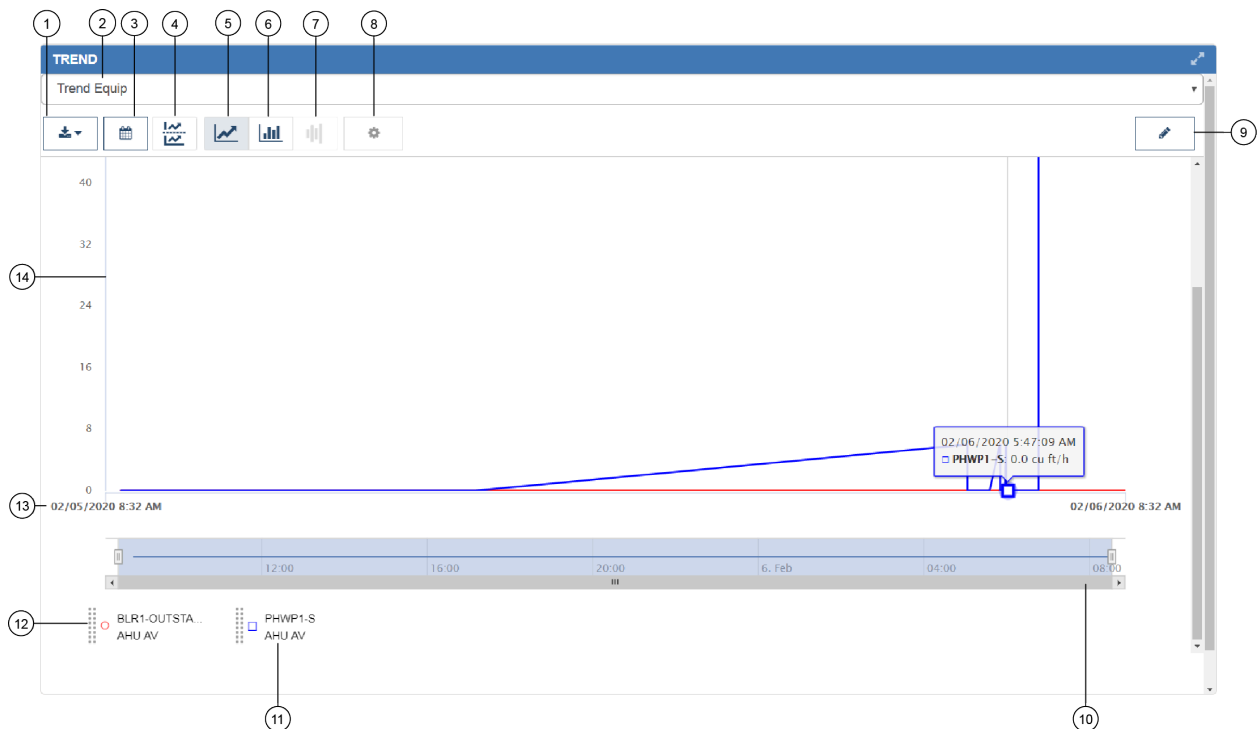 1 2 3 4 5 6 7 8
TREND
Trend Equip
9
40
32
14
24
16
8
02/06/2020 5:47:09 AM
PHWP1-S: 0.0 cu ft/h
0
13
02/05/2020 8:32 AM 02/06/2020 8:32 AM
12:00 16:00 20:00 6. Feb 04:00 08:00
12
BLR1-OUTSTA... PHWP1-S
AHU AV AHU AV
11 10